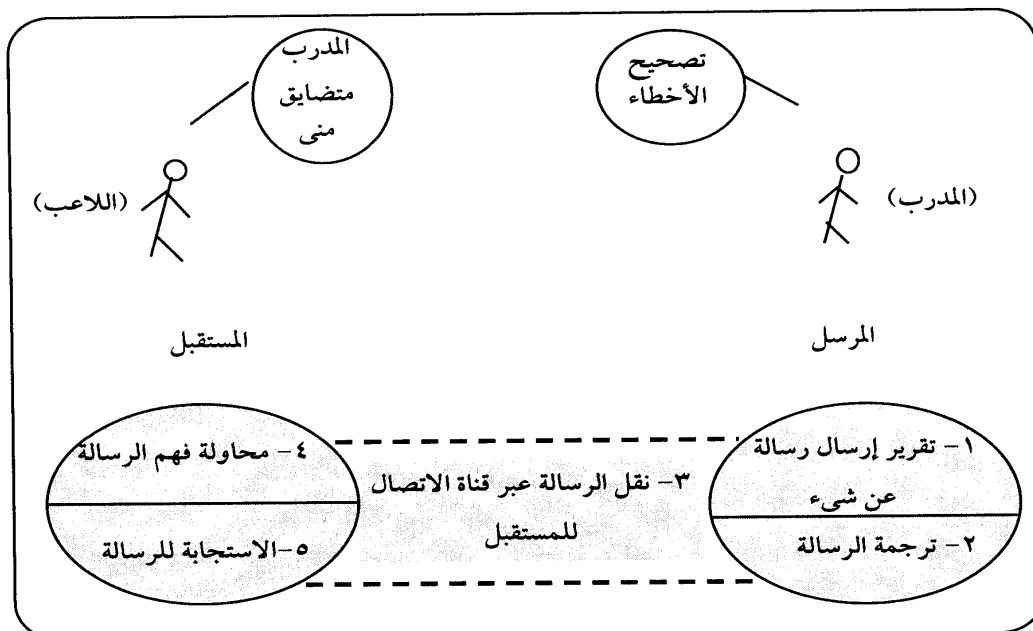 تصحيح
الأخطاء
المدرب
متضايق
منى
(المدرب)
(اللاعب)
المرسل
المستقبل
١- تقرير إرسال رسالة
عن شىء
٢- ترجمة الرسالة
٣- نقل الرسالة عبر قناة الاتصال
للمستقبل
٤- محاولة فهم الرسالة
٥-الاستجابة للرسالة